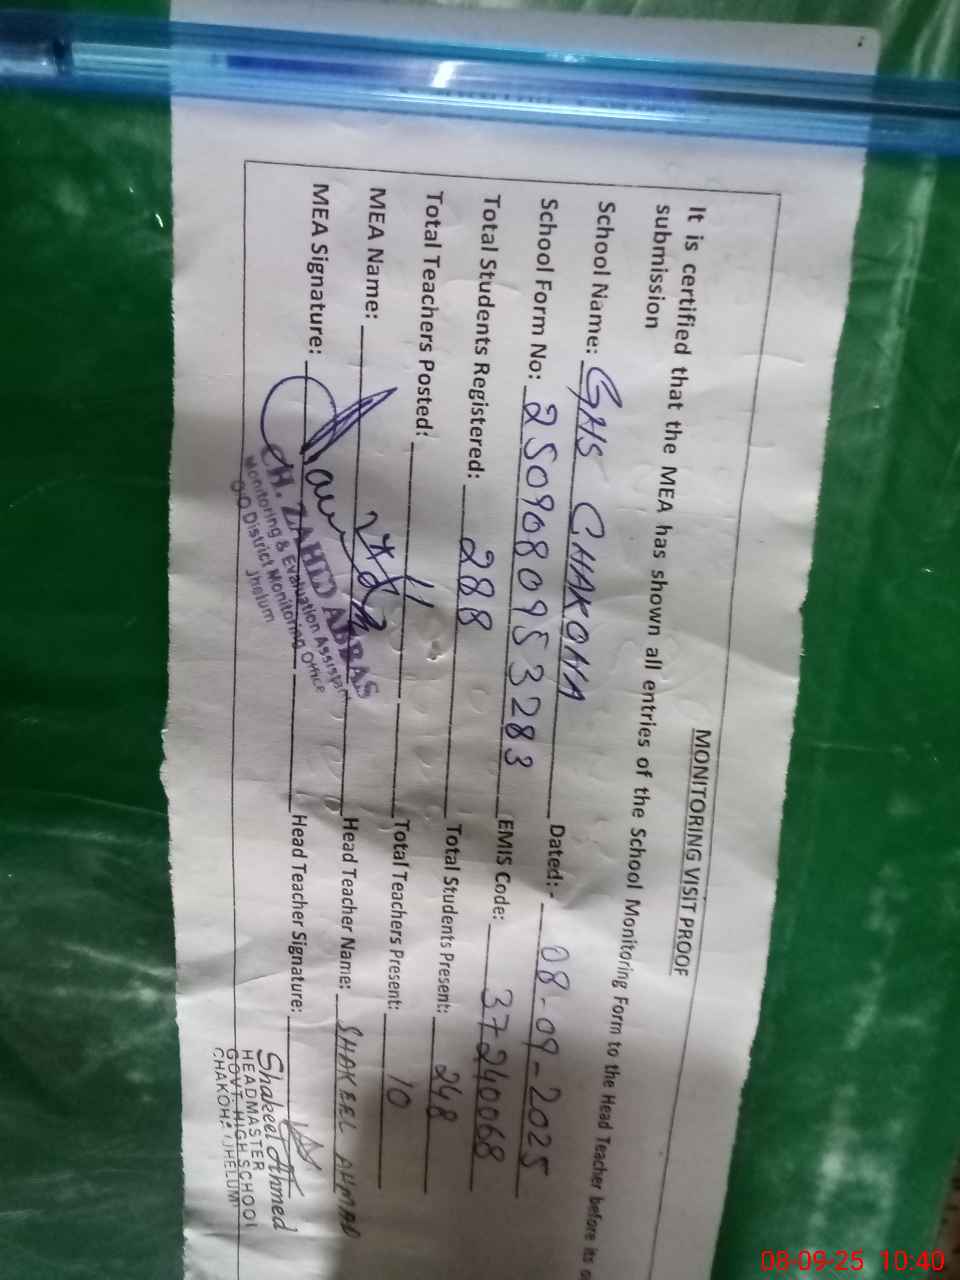 MONITORING VISIT PROOF
It is certified that the MEA has shown all entries of the School Monitoring Form to the Head Teacher before its
submission
School Name: GHS CHAKOHA Dated:- 08-09-2025
School Form No: 2509080953283 EMIS Code: 37240068
Total Students Registered: 288 Total Students Present: 248
Total Teachers Posted: 11 Total Teachers Present: 10
MEA Name: Head Teacher Name: SHAKEEL AHMAD
MEA Signature: Head Teacher Signature:
CH. ZAHID ABBAS
Monitoring & Evaluation Assistant
O/O District Monitoring Office
Jhelum
Shakeel Ahmed
HEADMASTER
GOVT. HIGH SCHOOL
CHAKOHA (JHELUM)
08-09-25 10:40